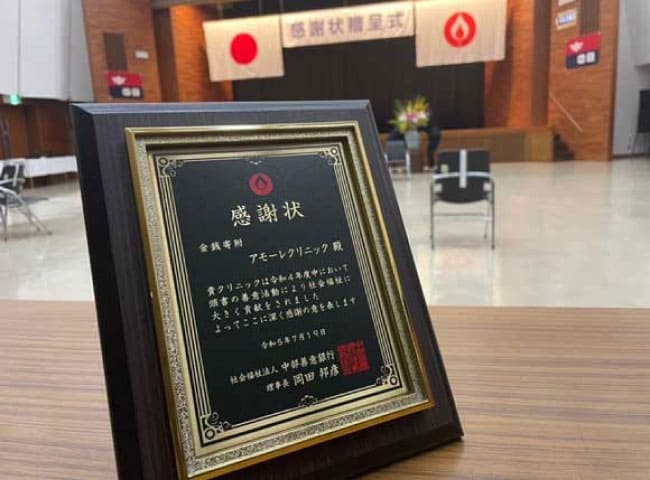 感謝状贈呈式
感謝状
金銭寄附
アモーレクリニック 殿
貴クリニックは令和4年度中において
頭書の善意活動により社会福祉に
大きく貢献をされました
よってここに深く感謝の意を表します
令和5年7月19日
社会福祉法人 中部善意銀行
理事長 岡田 邦彦